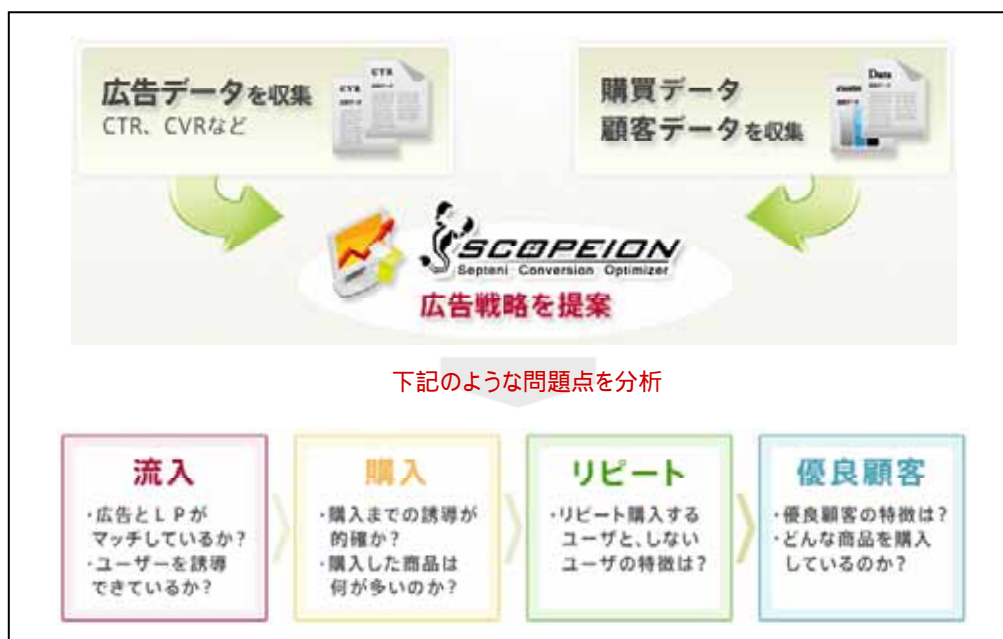 広告データを収集
CTR、CVRなど
CTR
CVR
購買データ
顧客データを収集
Data
SCOPEION
Septeni Conversion Optimizer
広告戦略を提案
下記のような問題点を分析
流入
・広告とLPが
マッチしているか？
・ユーザーを誘導
できているか？
購入
・購入までの誘導が
的確か？
・購入した商品は
何が多いのか？
リピート
・リピート購入する
ユーザと、しない
ユーザの特徴は？
優良顧客
・優良顧客の特徴は？
・どんな商品を購入
しているのか？